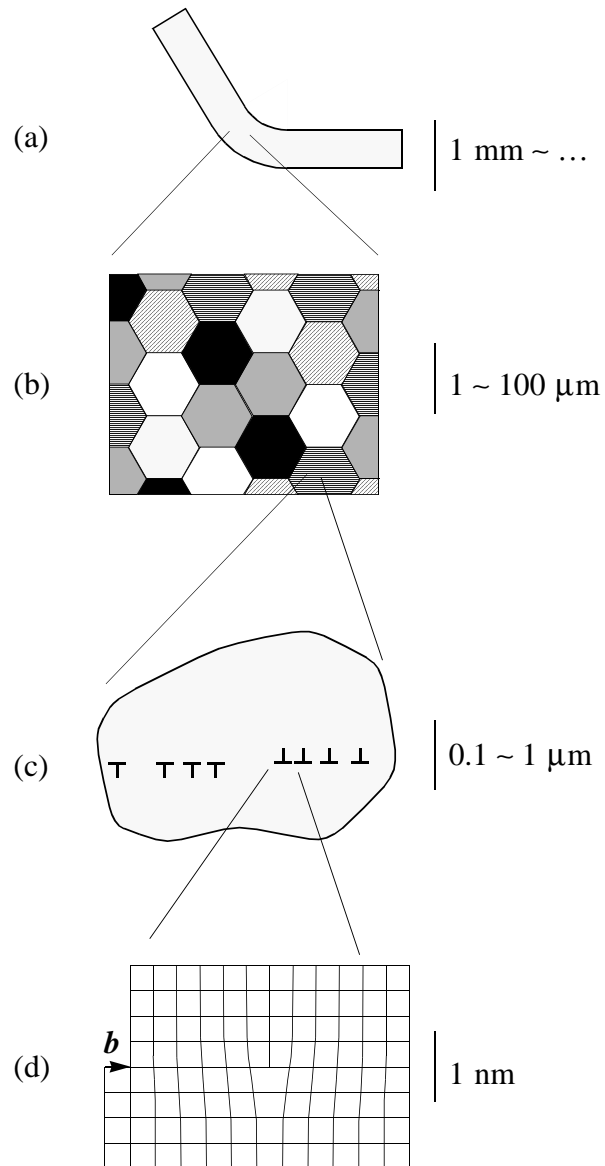 (a)
1 mm ~ …
(b)
1 ~ 100 μm
(c)
0.1 ~ 1 μm
b
(d)
1 nm